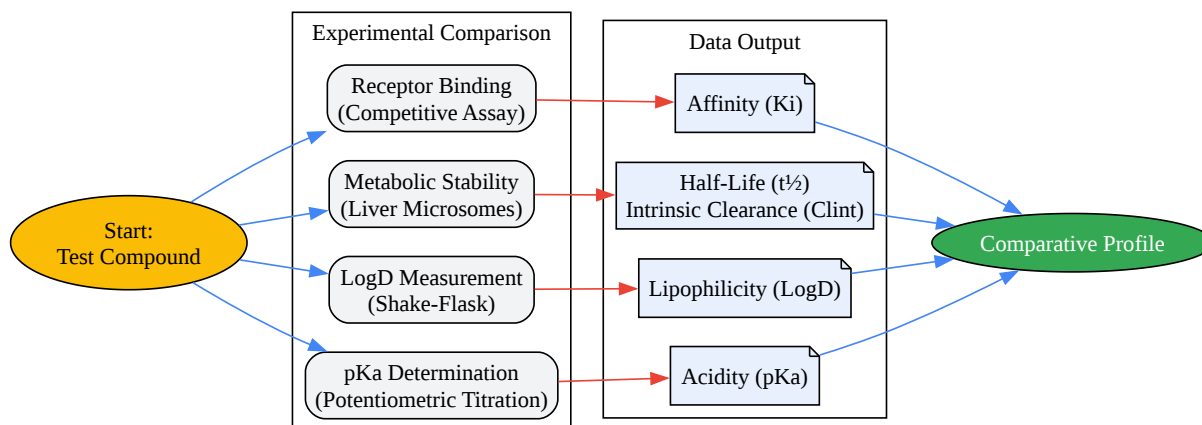 Start:
Test Compound
Experimental Comparison
Receptor Binding
(Competitive Assay)
Metabolic Stability
(Liver Microsomes)
LogD Measurement
(Shake-Flask)
pKa Determination
(Potentiometric Titration)
Data Output
Affinity (Ki)
Half-Life (t½)
Intrinsic Clearance (Clint)
Lipophilicity (LogD)
Acidity (pKa)
Comparative Profile